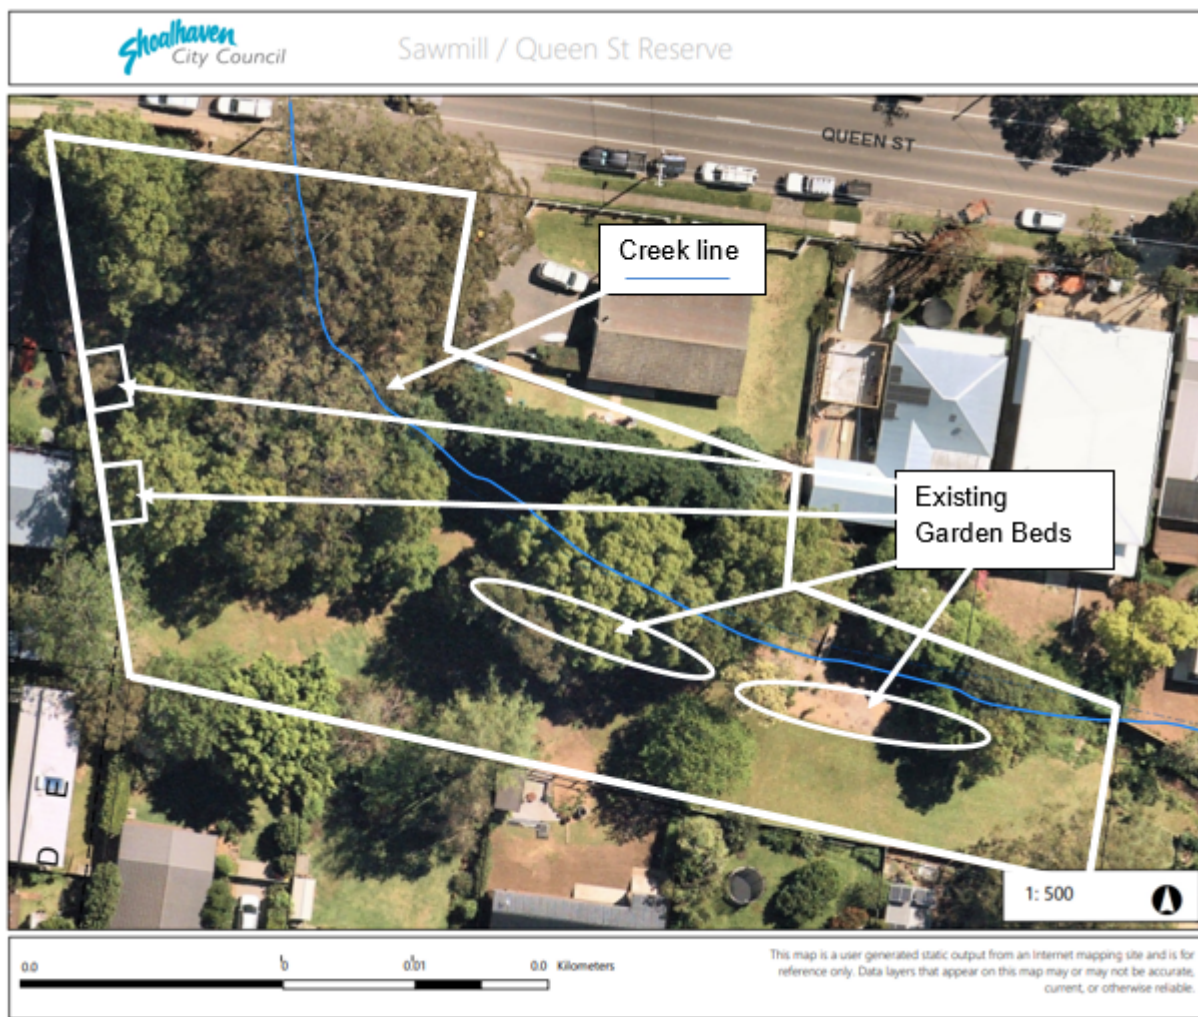 Shoalhaven
City Council
Sawmill / Queen St Reserve
QUEEN ST
Creek line
Existing
Garden Beds
D
E
1: 500
0.0 0 0.01 0.0 Kilometers
This map is a user generated static output from an Internet mapping site and is for
reference only. Data layers that appear on this map may or may not be accurate,
current, or otherwise reliable.